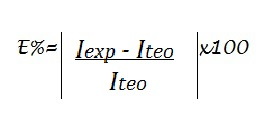 E%= | Iexp - Iteo | x100
Iteo